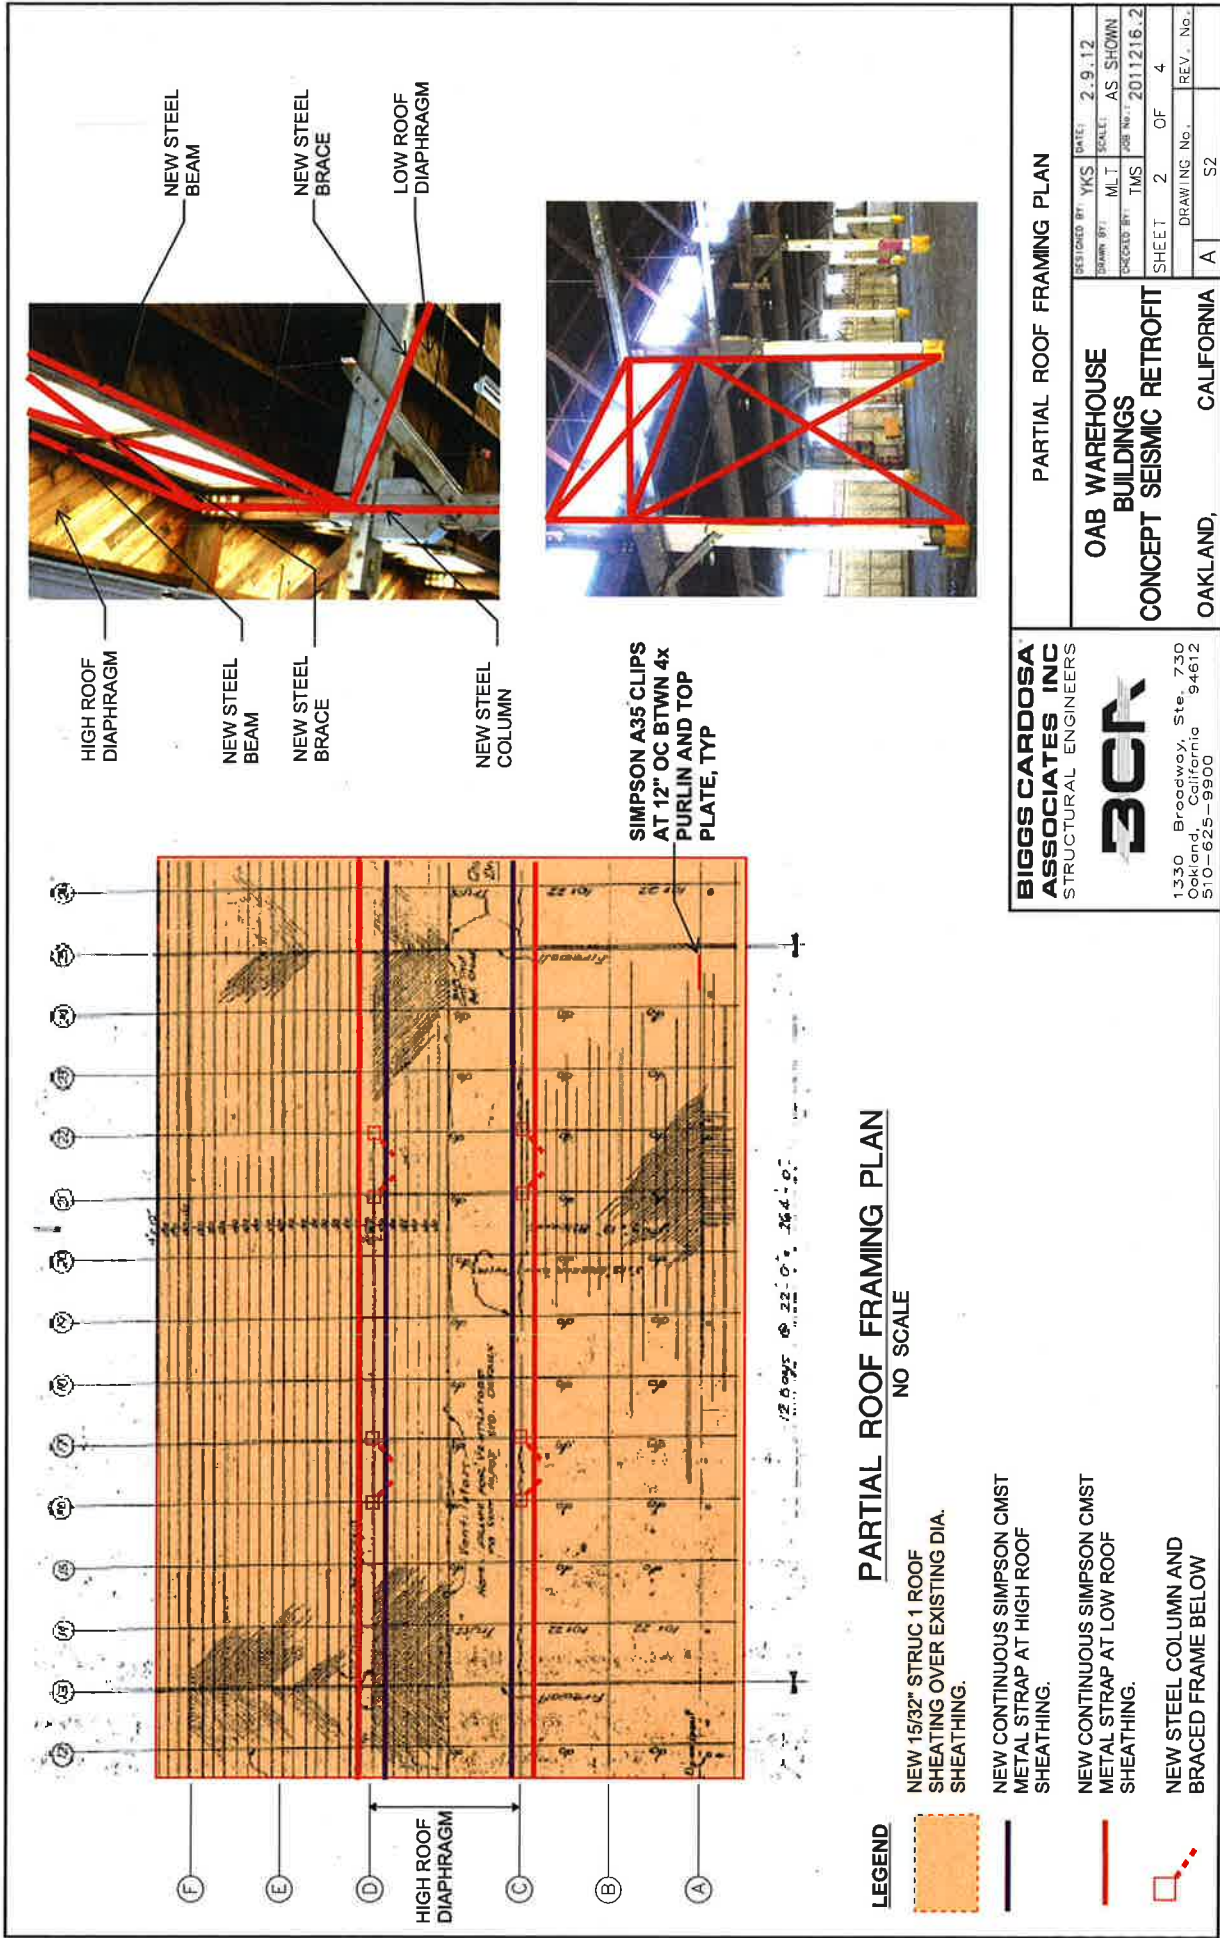 HIGH ROOF
DIAPHRAGM
NEW STEEL
BEAM
NEW STEEL
BRACE
NEW STEEL
COLUMN
NEW STEEL
BEAM
NEW STEEL
BRACE
LOW ROOF
DIAPHRAGM
SIMPSON A35 CLIPS
AT 12" OC BTWN 4x
PURLIN AND TOP
PLATE, TYP
F
E
D
C
B
A
HIGH ROOF
DIAPHRAGM
Firewall
Firewall
12 Bays @ 22'-0" = 264'-0"
PARTIAL ROOF FRAMING PLAN
NO SCALE
LEGEND
NEW 15/32" STRUC 1 ROOF
SHEATING OVER EXISTING DIA.
SHEATHING.
NEW CONTINUOUS SIMPSON CMST
METAL STRAP AT HIGH ROOF
SHEATHING.
NEW CONTINUOUS SIMPSON CMST
METAL STRAP AT LOW ROOF
SHEATHING.
NEW STEEL COLUMN AND
BRACED FRAME BELOW
BIGGS CARDOSA
ASSOCIATES INC
STRUCTURAL ENGINEERS
BCA
1330 Broadway, Ste. 730
Oakland, California 94612
510-625-9900
PARTIAL ROOF FRAMING PLAN
OAB WAREHOUSE
BUILDINGS
CONCEPT SEISMIC RETROFIT
OAKLAND, CALIFORNIA
DESIGNED BY: YKS DATE: 2.9.12
DRAWN BY: MLT SCALE: AS SHOWN
CHECKED BY: TMS JOB No.: 2011216.2
SHEET 2 OF 4
DRAWING No. REV. No.
A S2